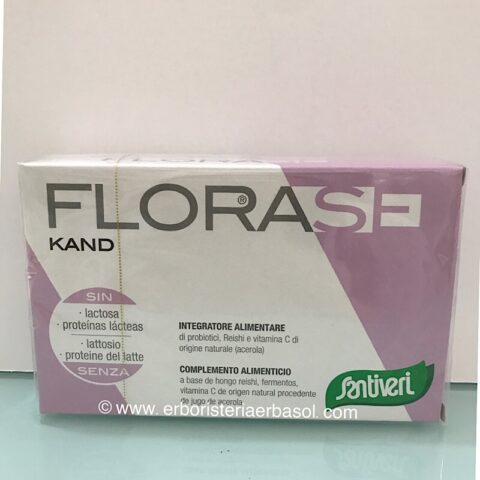 FLORASE
FLORASE®
KAND
SIN
· lactosa
· proteínas lácteas
· lattosio
· proteine del latte
SENZA
INTEGRATORE ALIMENTARE
di probiotici, Reishi e vitamina C di
origine naturale (acerola)
COMPLEMENTO ALIMENTICIO
a base de hongo reishi, fermentos,
vitamina C de origen natural procedente
de jugo de acerola
Santiveri
© www.erboristeriaerbasol.com